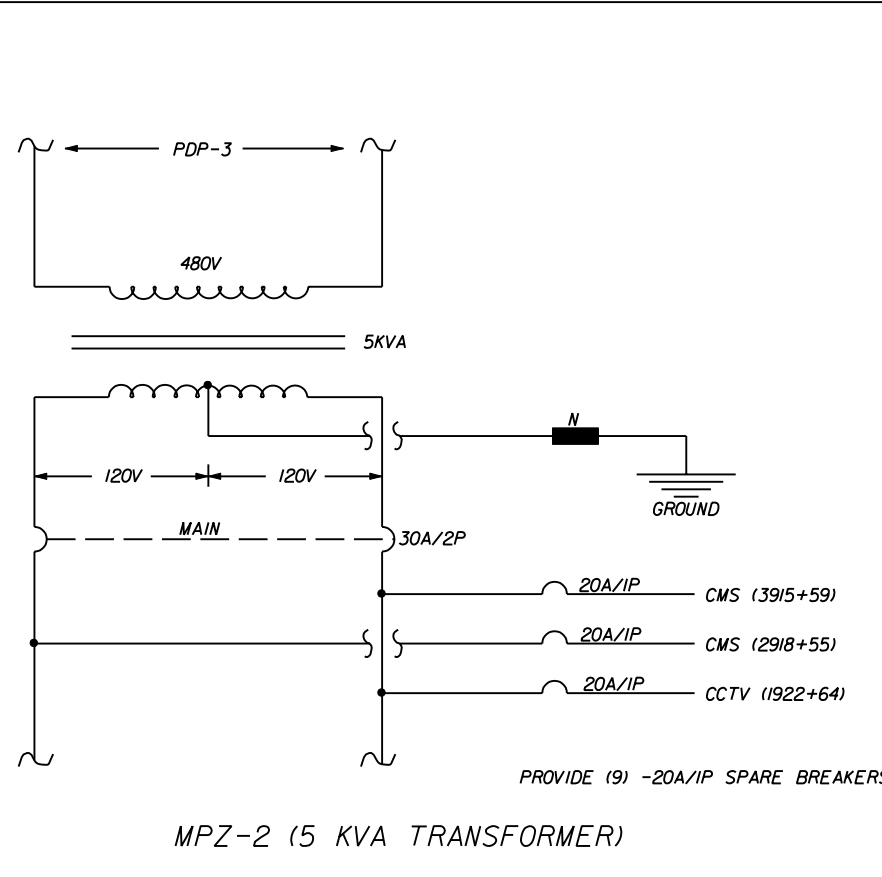 PDP-3
480V
5KVA
N
120V 120V
GROUND
MAIN
30A/2P
20A/1P CMS (3915+59)
20A/1P CMS (2918+55)
20A/1P CCTV (1922+64)
PROVIDE (9) -20A/1P SPARE BREAKERS
MPZ-2 (5 KVA TRANSFORMER)